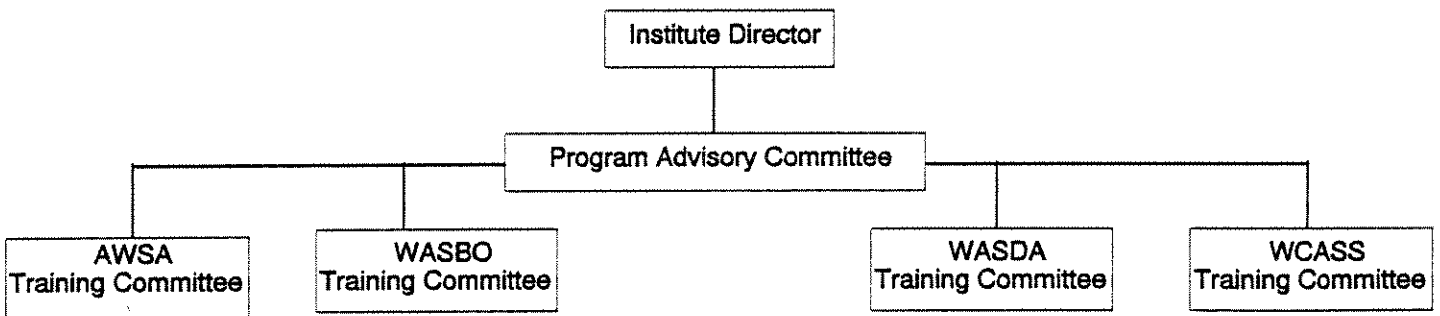 Institute Director
Program Advisory Committee
AWSA
Training Committee
WASBO
Training Committee
WASDA
Training Committee
WCASS
Training Committee